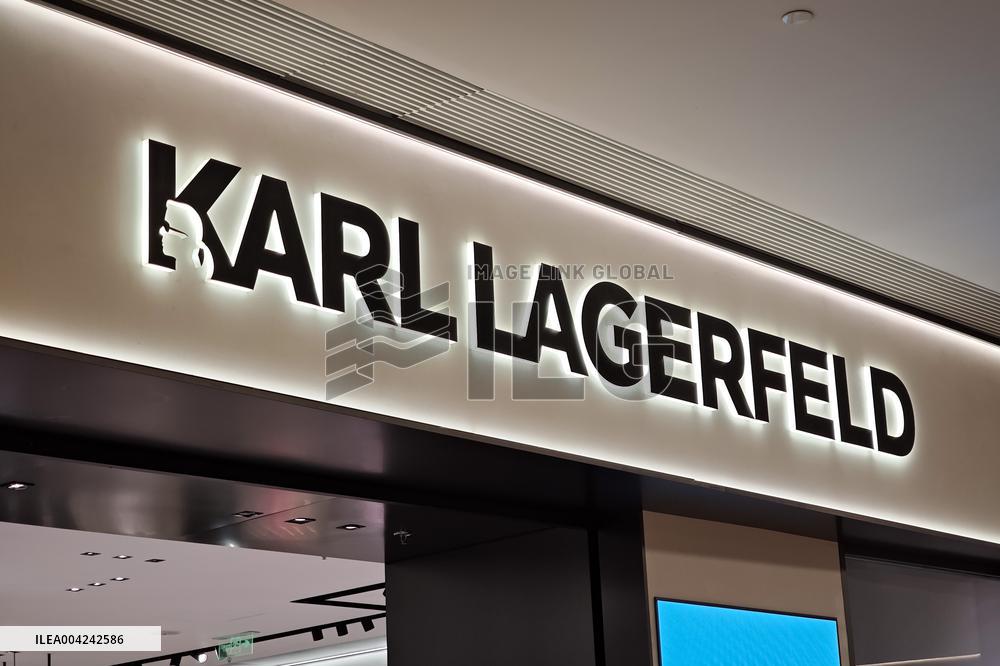 KARL LAGERFELD
IMAGE LINK GLOBAL
ILG
ILEA004242586